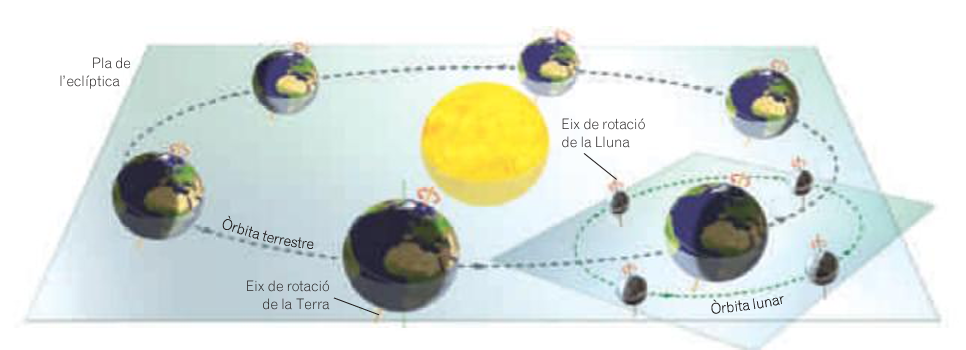 Pla de
l'eclíptica
Eix de rotació
de la Lluna
Òrbita terrestre
Eix de rotació
de la Terra
Òrbita lunar